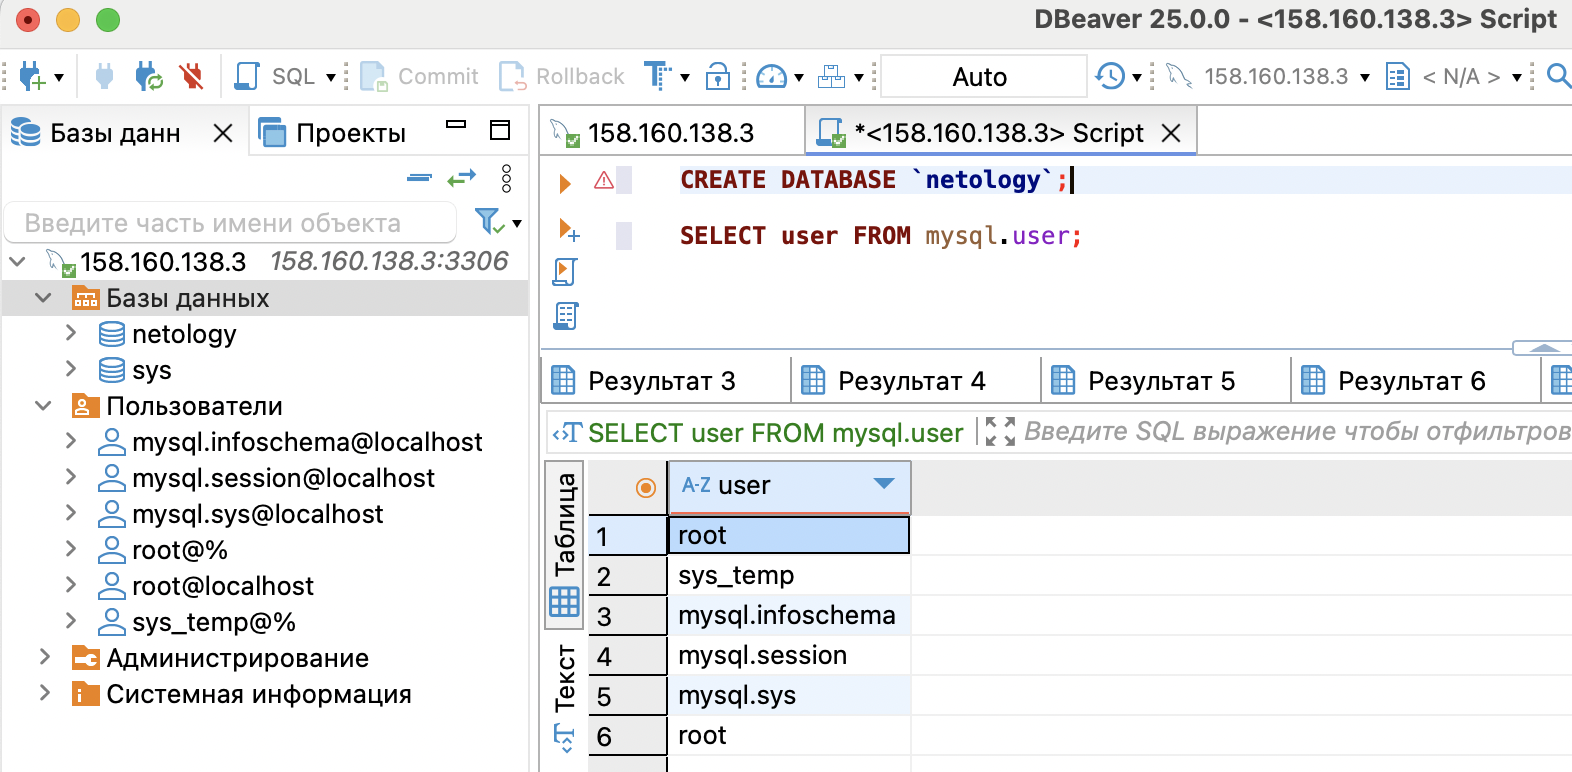 DBeaver 25.0.0 - <158.160.138.3> Script
SQL
Commit
Rollback
Auto
158.160.138.3
< N/A >
Базы данн
Проекты
Введите часть имени объекта
158.160.138.3 158.160.138.3:3306
Базы данных
netology
sys
Пользователи
mysql.infoschema@localhost
mysql.session@localhost
mysql.sys@localhost
root@%
root@localhost
sys_temp@%
Администрирование
Системная информация
158.160.138.3
*<158.160.138.3> Script
CREATE DATABASE `netology`;
SELECT user FROM mysql.user;
Результат 3
Результат 4
Результат 5
Результат 6
SELECT user FROM mysql.user
Введите SQL выражение чтобы отфильтров
Таблица
Текст
A-Z user
1 root
2 sys_temp
3 mysql.infoschema
4 mysql.session
5 mysql.sys
6 root